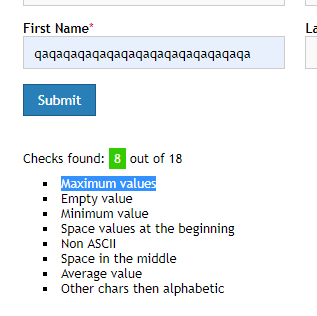 First Name*
La
qaqaqaqaqaqaqaqaqaqaqaqaqaqaqa
Submit
Checks found: 8 out of 18
Maximum values
Empty value
Minimum value
Space values at the beginning
Non ASCII
Space in the middle
Average value
Other chars then alphabetic